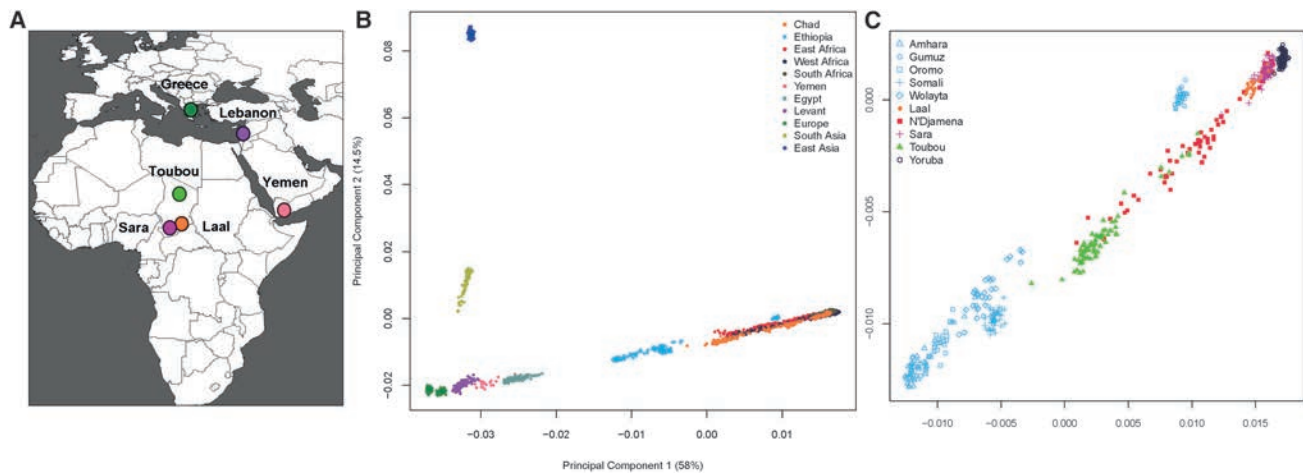 A
Greece
Lebanon
Toubou
Yemen
Sara
Laal
B
Principal Component 2 (14.5%)
0.08
0.06
0.04
0.02
0.00
−0.02
Chad
Ethiopia
East Africa
West Africa
South Africa
Yemen
Egypt
Levant
Europe
South Asia
East Asia
−0.03
−0.01
0.00
0.01
Principal Component 1 (58%)
C
Amhara
Gumuz
Oromo
Somali
Wolayta
Laal
N'Djamena
Sara
Toubou
Yoruba
0.000
−0.005
−0.010
−0.010
−0.005
0.000
0.005
0.010
0.015